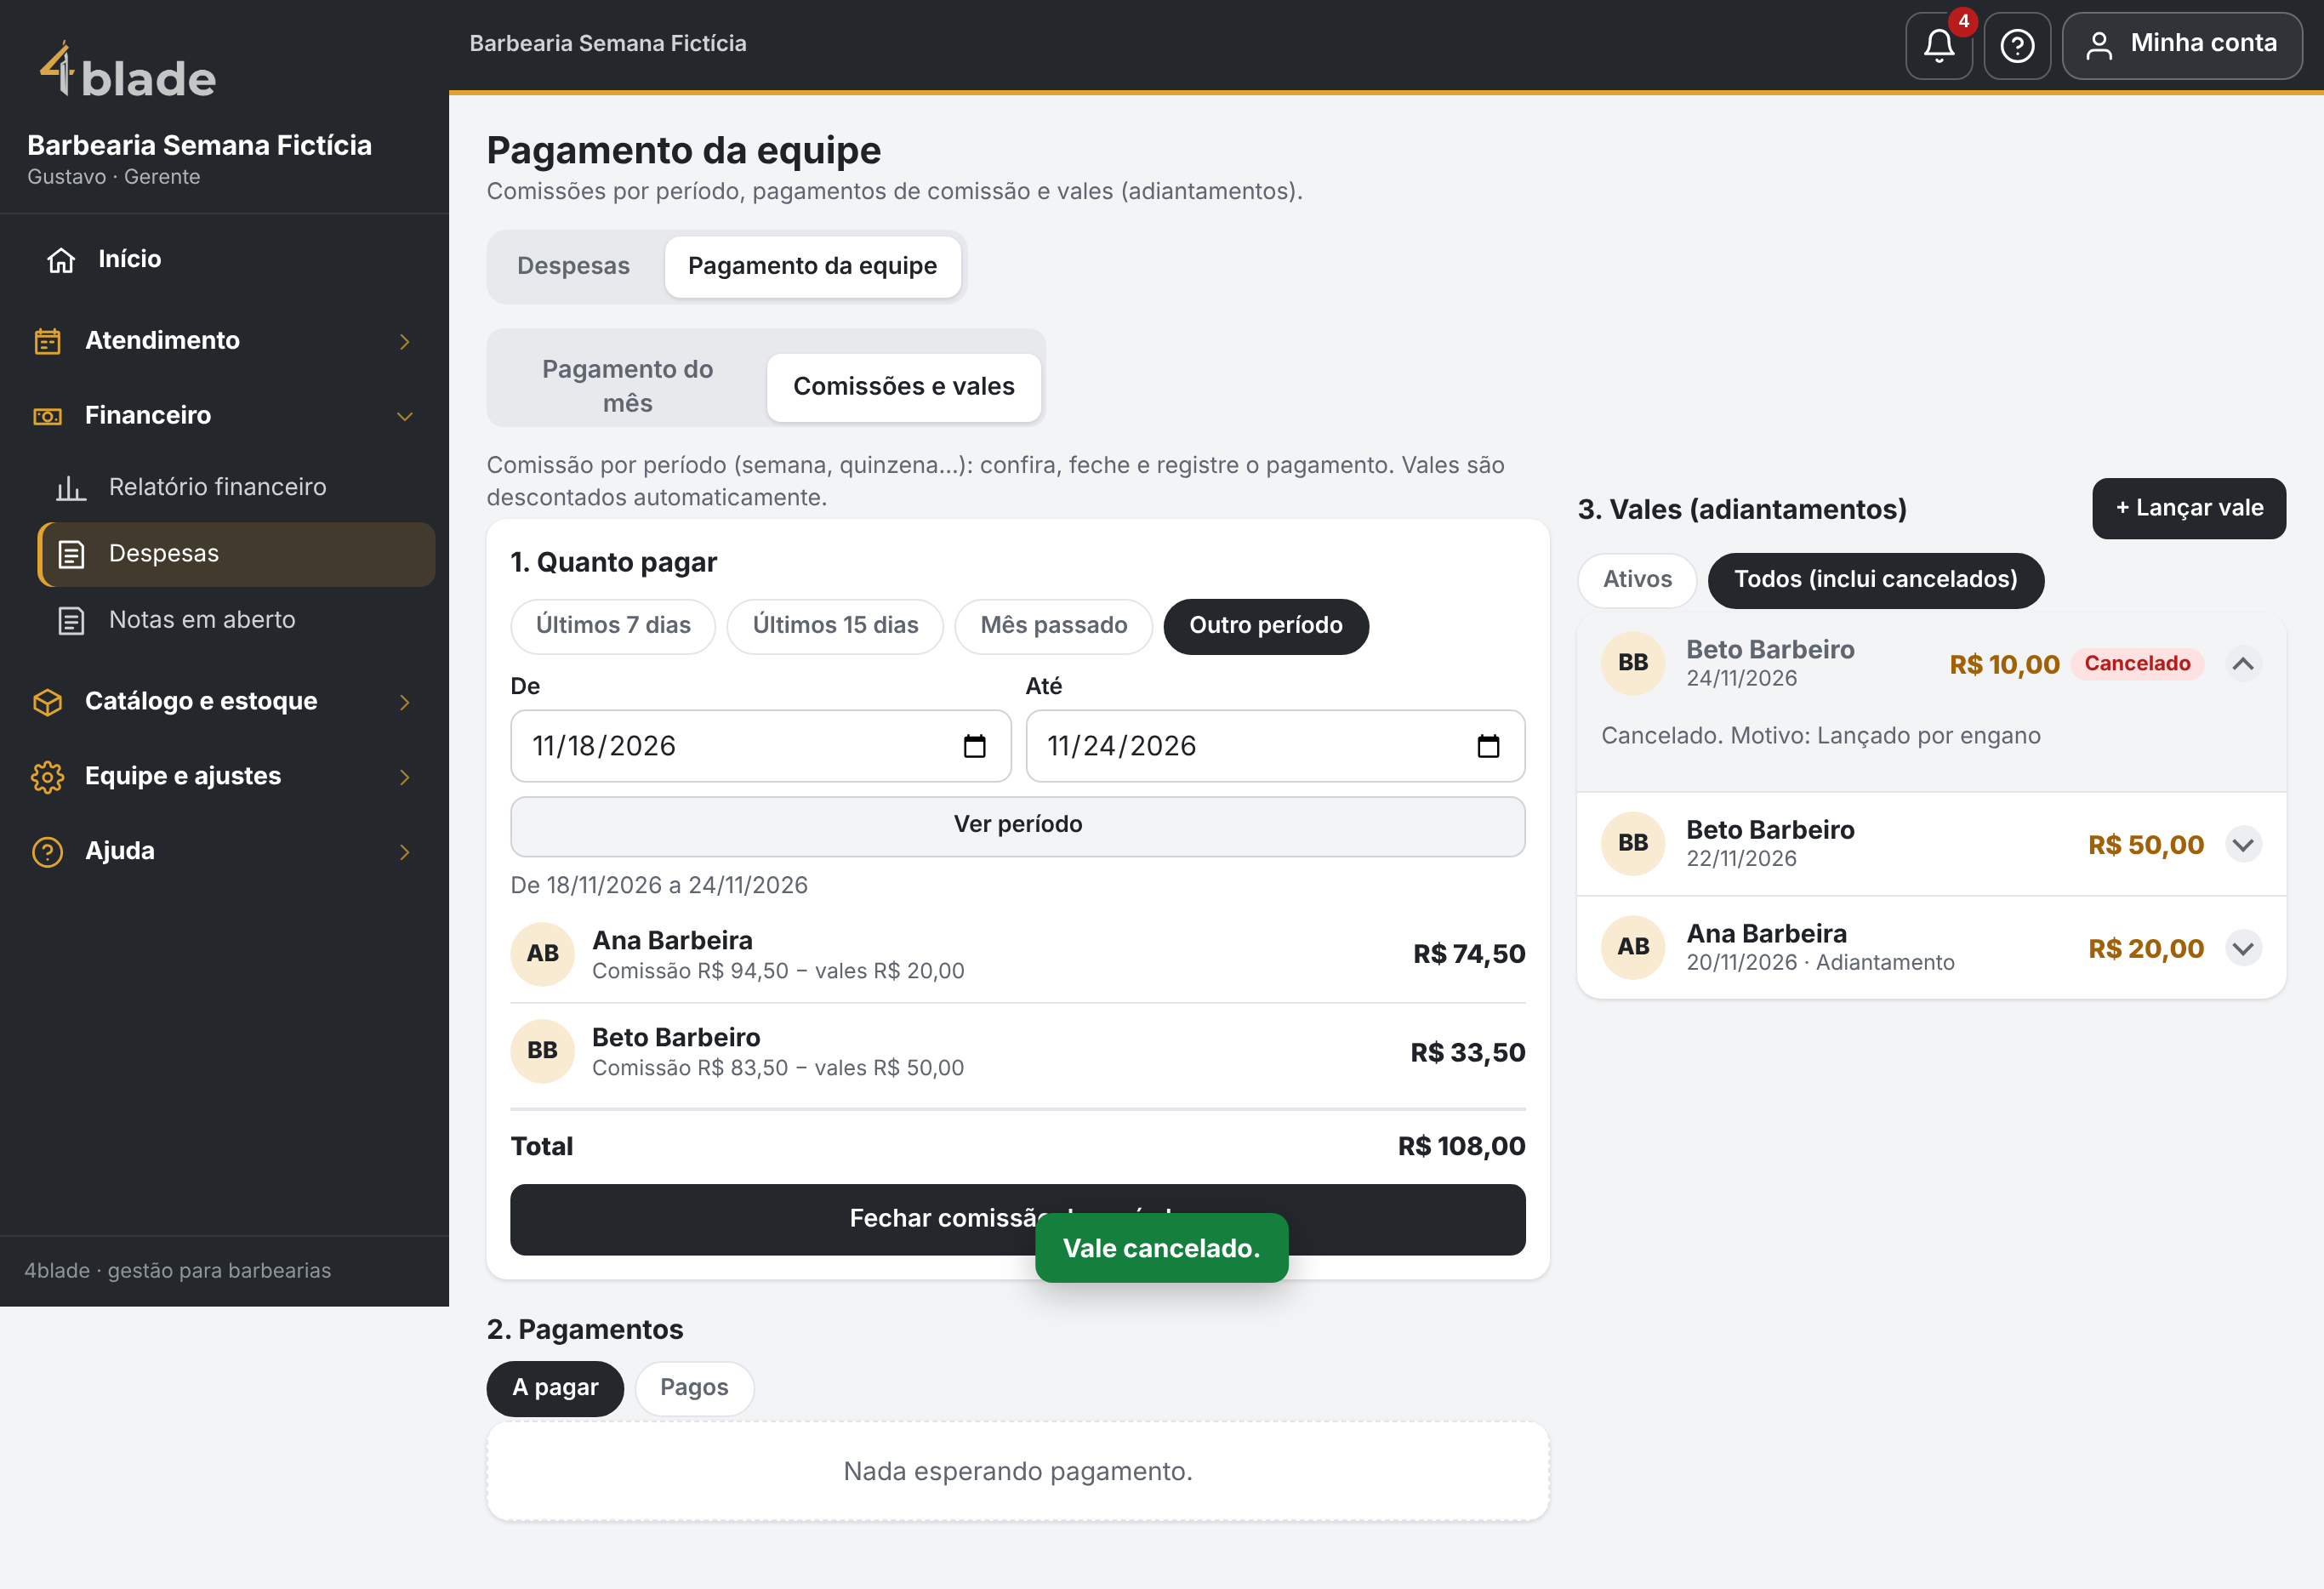 4blade
Barbearia Semana Fictícia
Gustavo · Gerente
Início
Atendimento
Financeiro
Relatório financeiro
Despesas
Notas em aberto
Catálogo e estoque
Equipe e ajustes
Ajuda
4blade · gestão para barbearias
Barbearia Semana Fictícia
4
Minha conta
Pagamento da equipe
Comissões por período, pagamentos de comissão e vales (adiantamentos).
Despesas
Pagamento da equipe
Pagamento do
mês
Comissões e vales
Comissão por período (semana, quinzena...): confira, feche e registre o pagamento. Vales são
descontados automaticamente.
1. Quanto pagar
Últimos 7 dias
Últimos 15 dias
Mês passado
Outro período
De
Até
11/18/2026
11/24/2026
Ver período
De 18/11/2026 a 24/11/2026
AB
Ana Barbeira
Comissão R$ 94,50 − vales R$ 20,00
R$ 74,50
BB
Beto Barbeiro
Comissão R$ 83,50 − vales R$ 50,00
R$ 33,50
Total
R$ 108,00
Fechar comissão
Vale cancelado.
2. Pagamentos
A pagar
Pagos
Nada esperando pagamento.
3. Vales (adiantamentos)
+ Lançar vale
Ativos
Todos (inclui cancelados)
BB
Beto Barbeiro
24/11/2026
R$ 10,00
Cancelado
Cancelado. Motivo: Lançado por engano
BB
Beto Barbeiro
22/11/2026
R$ 50,00
AB
Ana Barbeira
20/11/2026 · Adiantamento
R$ 20,00